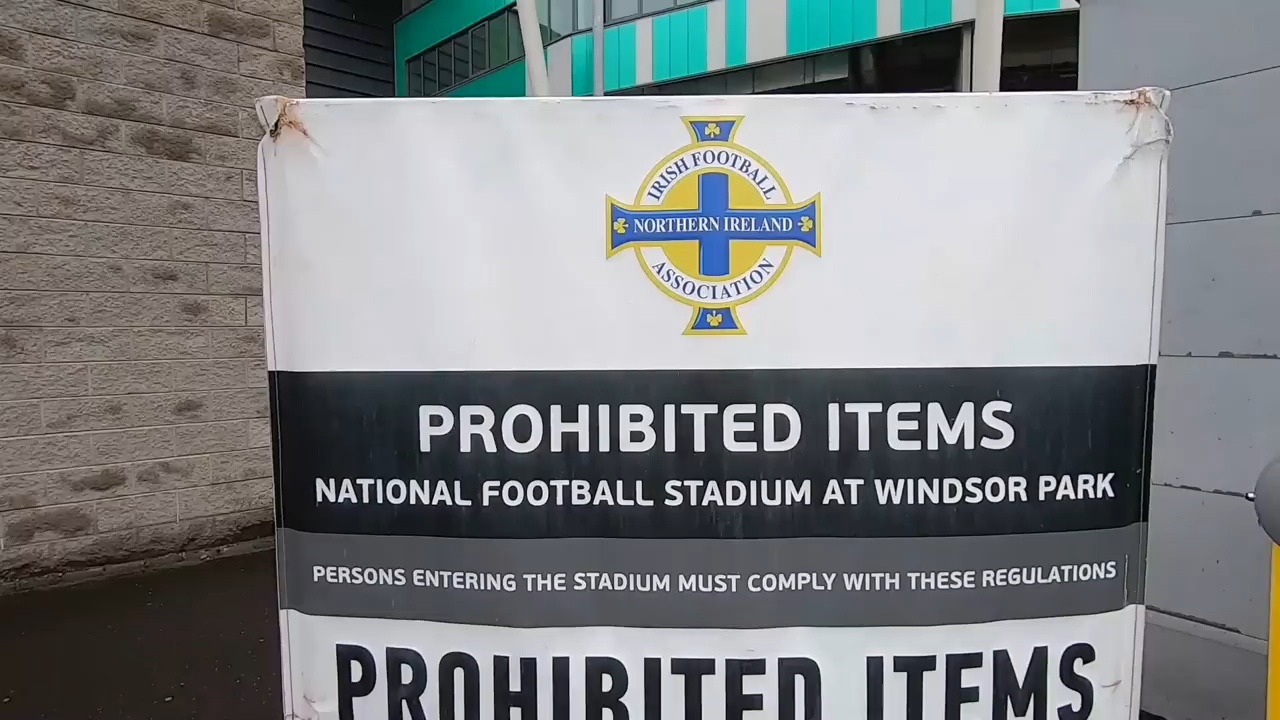 IRISH FOOTBALL
NORTHERN IRELAND
ASSOCIATION
PROHIBITED ITEMS
NATIONAL FOOTBALL STADIUM AT WINDSOR PARK
PERSONS ENTERING THE STADIUM MUST COMPLY WITH THESE REGULATIONS
PROHIBITED ITEMS